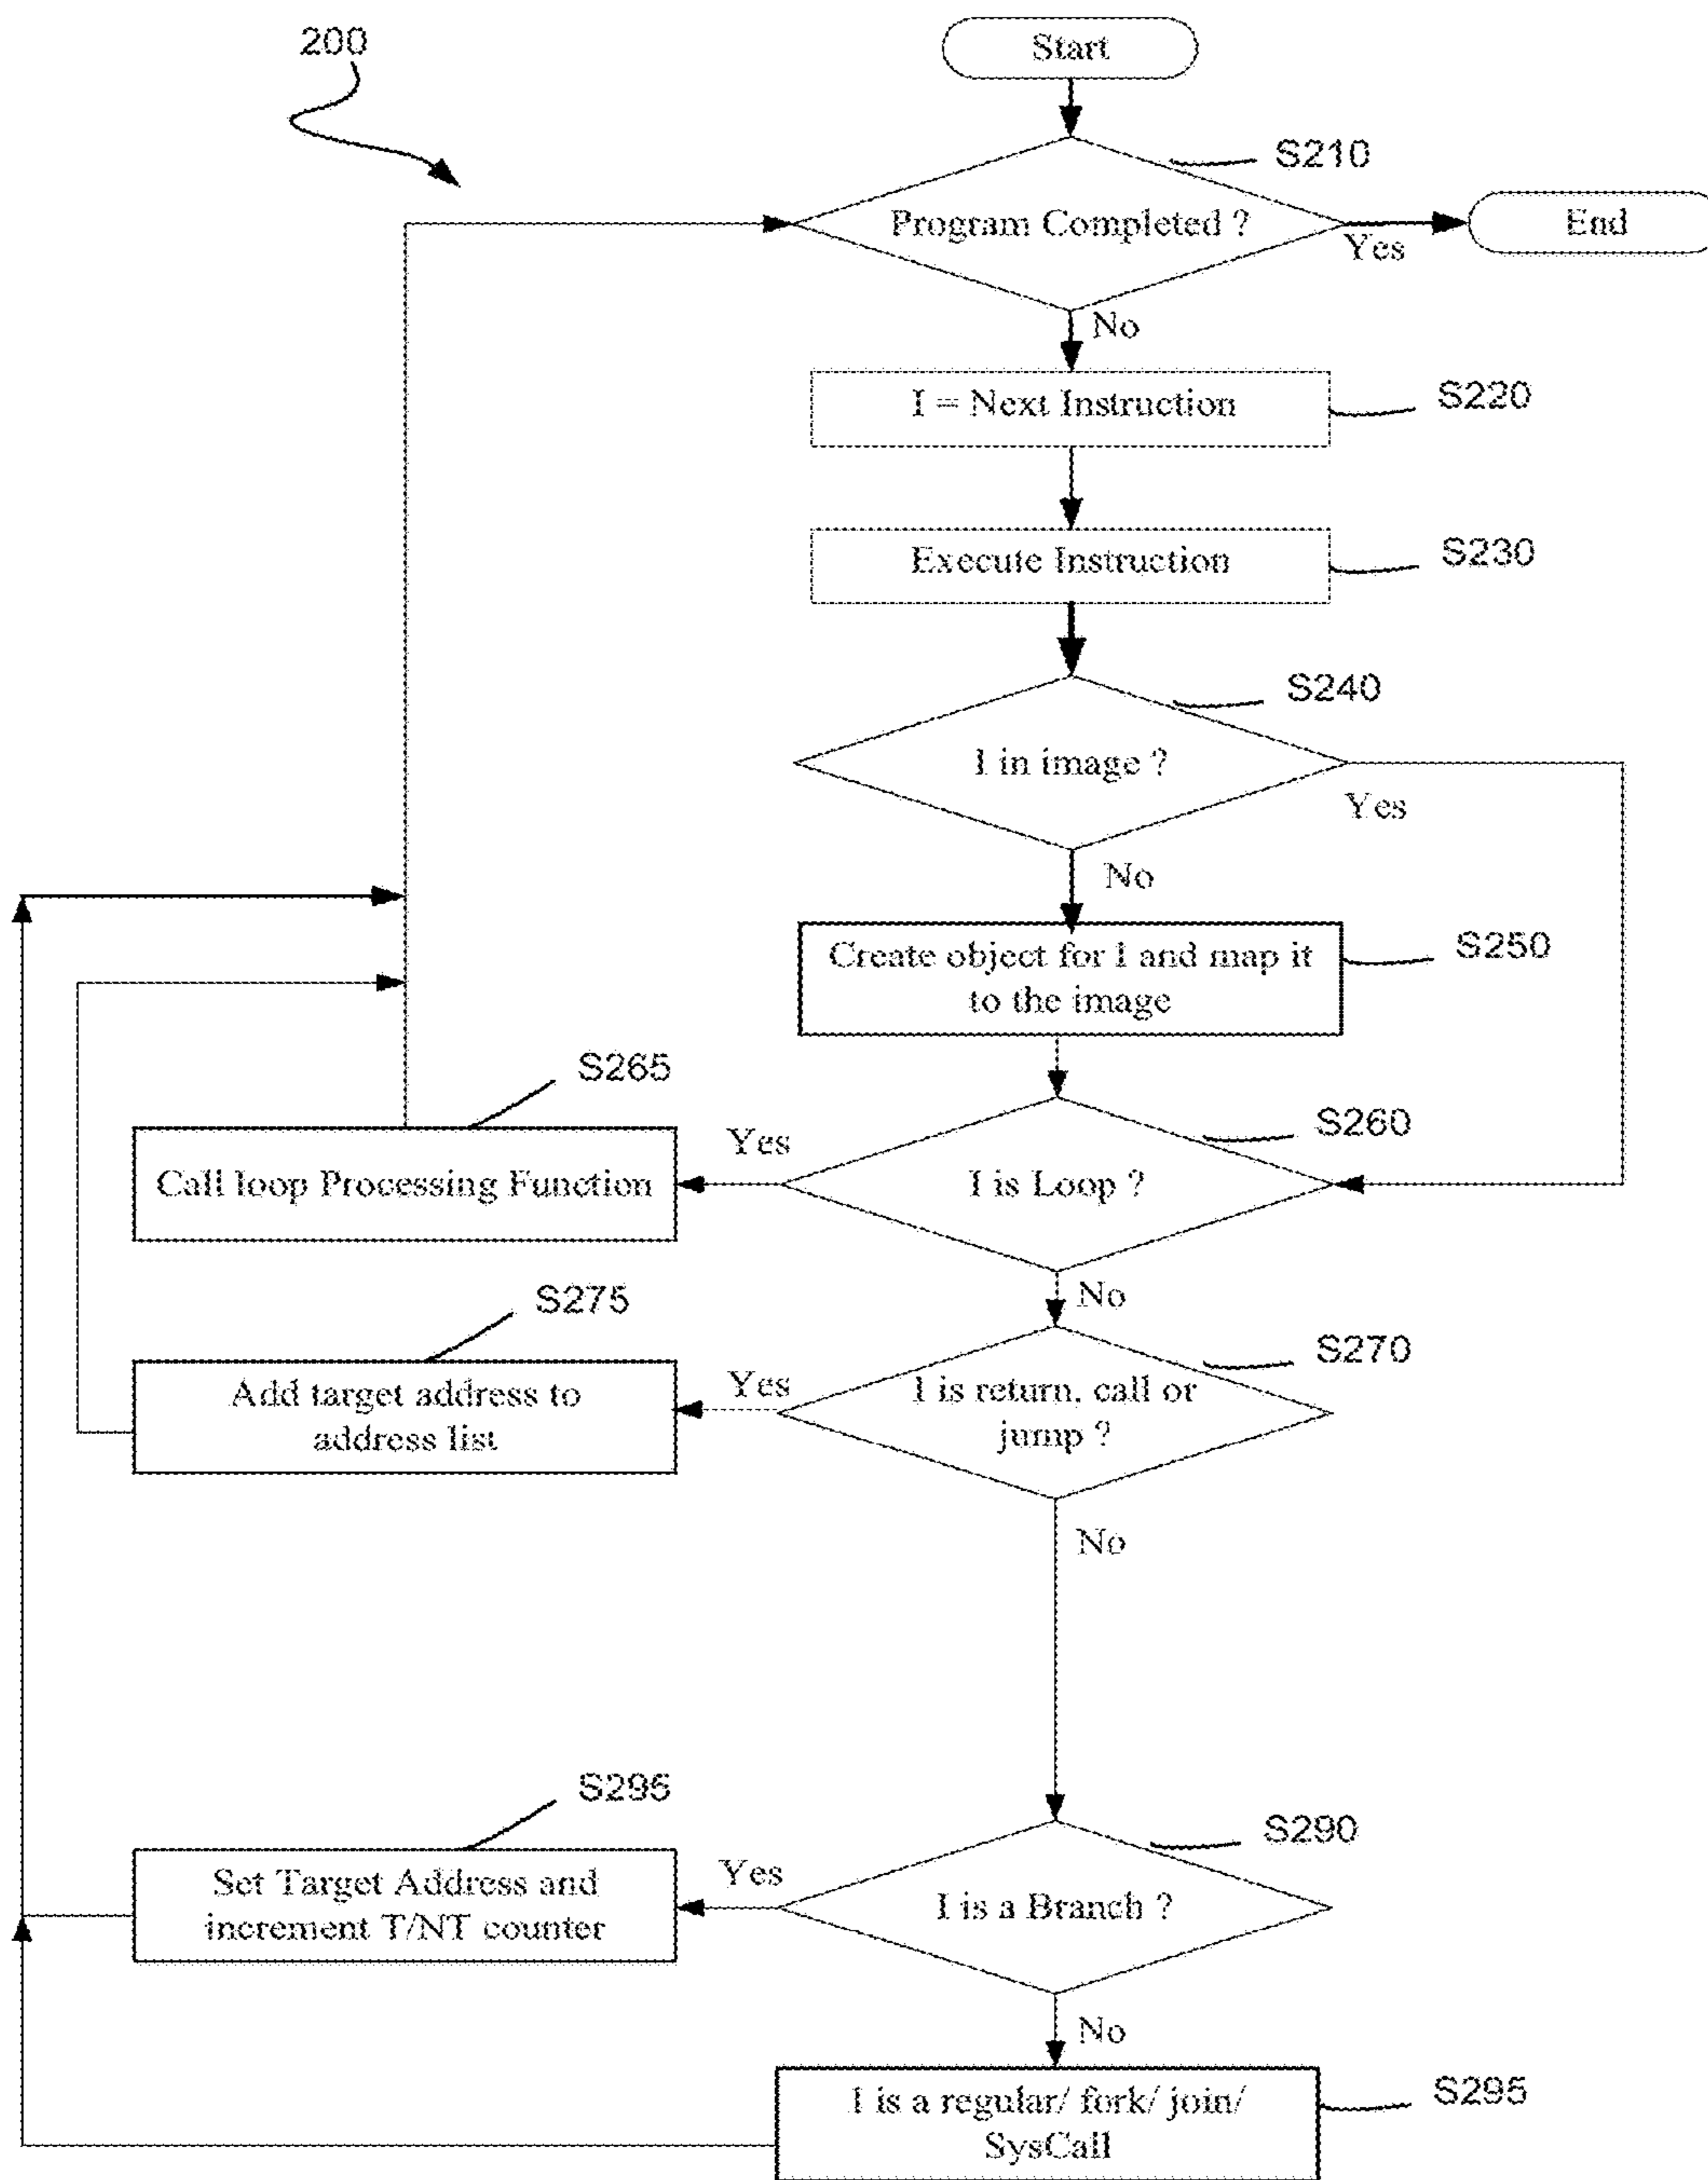 200
Start
S210
Program Completed ?
Yes
End
No
I = Next Instruction
S220
Execute Instruction
S230
S240
I in image ?
Yes
No
Create object for I and map it
to the image
S250
S265
Call loop Processing Function
Yes
S260
I is Loop ?
No
S275
Add target address to
address list
Yes
S270
I is return, call or
jump ?
No
S295
Set Target Address and
increment T/NT counter
Yes
S290
I is a Branch ?
No
I is a regular/ fork/ join/
SysCall
S295